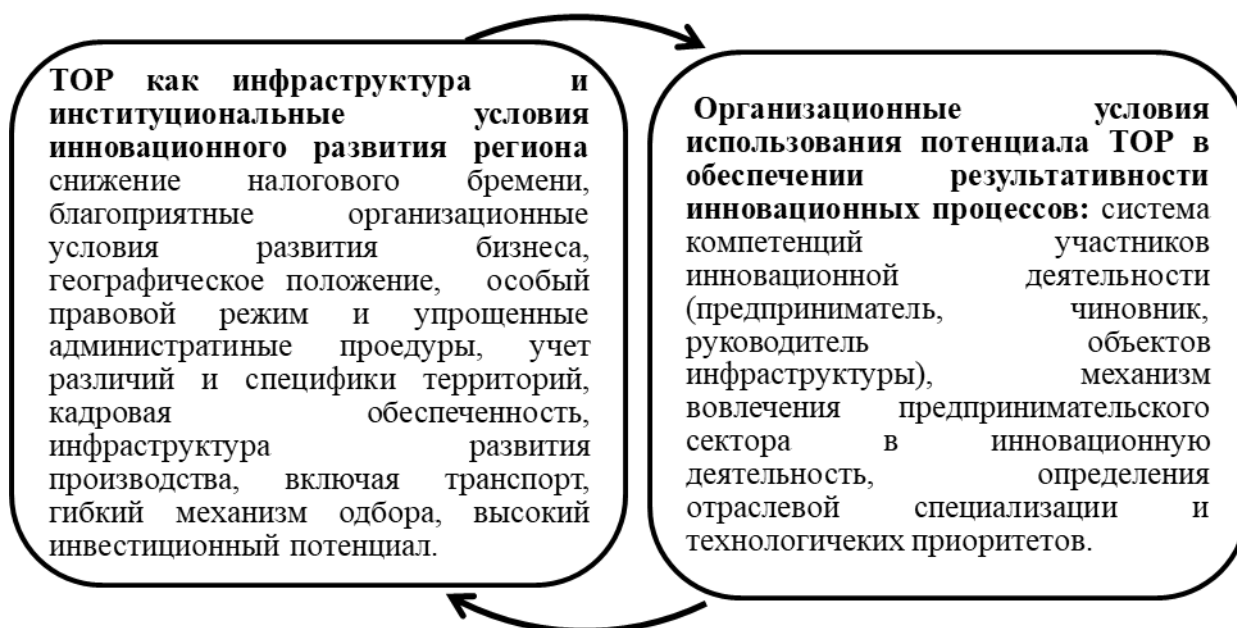 ТОР как инфраструктура и
институциональные условия
инновационного развития региона
снижение налогового бремени,
благоприятные организационные
условия развития бизнеса,
географическое положение, особый
правовой режим и упрощенные
администратиные проедуры, учет
различий и специфики территорий,
кадровая обеспеченность,
инфраструктура развития
производства, включая транспорт,
гибкий механизм одбора, высокий
инвестиционный потенциал.
Организационные условия
использования потенциала ТОР в
обеспечении результативности
инновационных процессов: система
компетенций участников
инновационной деятельности
(предприниматель, чиновник,
руководитель объектов
инфраструктуры), механизм
вовлечения предпринимательского
сектора в инновационную
деятельность, определения
отраслевой специализации и
технологичеких приоритетов.